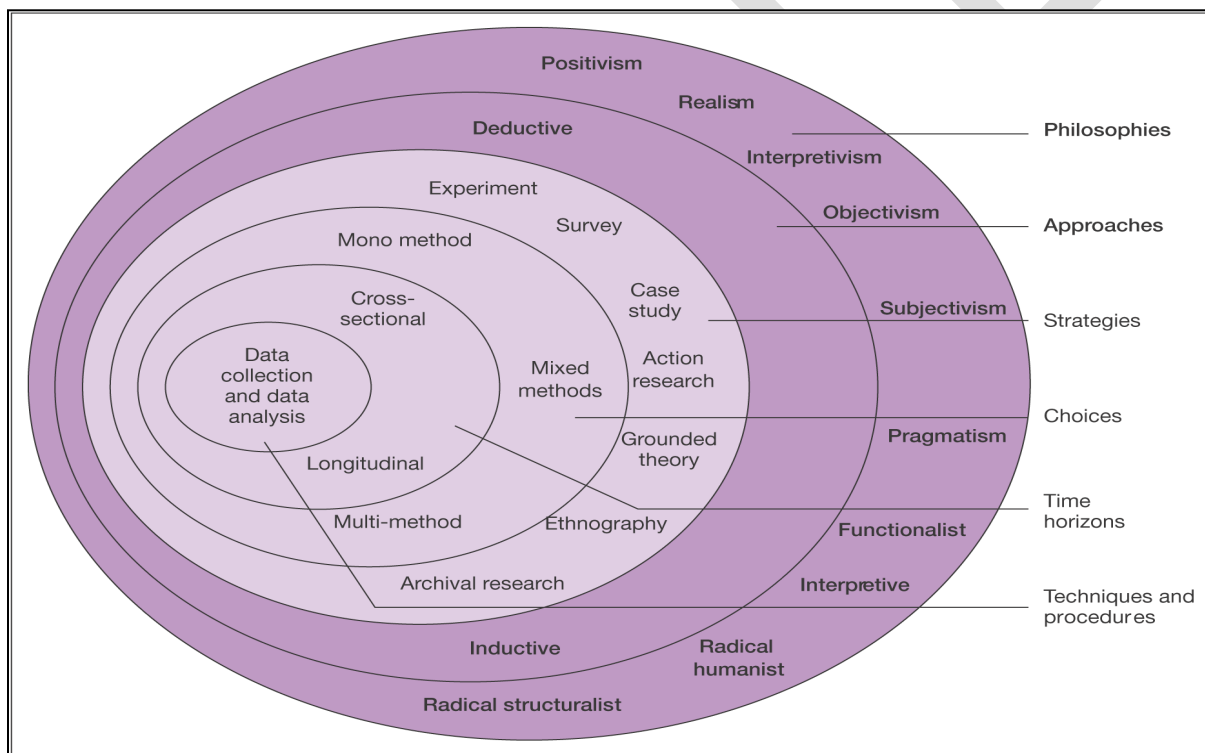 Positivism
Realism
Philosophies
Deductive
Interpretivism
Experiment
Objectivism
Survey
Approaches
Mono method
Case
study
Cross-
sectional
Subjectivism
Strategies
Data
collection
and data
analysis
Mixed
methods
Action
research
Choices
Pragmatism
Grounded
theory
Longitudinal
Time
horizons
Multi-method
Ethnography
Functionalist
Archival research
Interpretive
Techniques and
procedures
Inductive
Radical
humanist
Radical structuralist